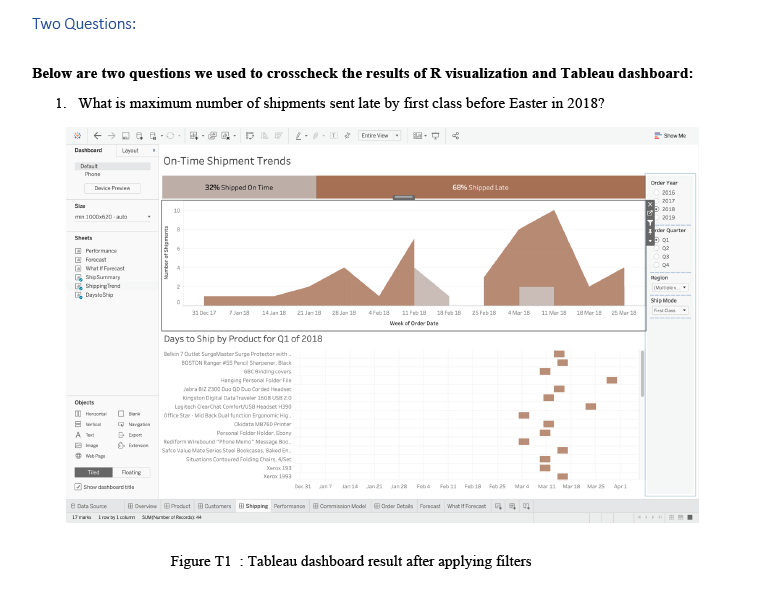 Two Questions:
Below are two questions we used to crosscheck the results of R visualization and Tableau dashboard:
1. What is maximum number of shipments sent late by first class before Easter in 2018?
Entire View
Show Me
Dashboard Layout
Default
Phone
Device Preview
Size
min 1000x620 · auto
Sheets
Performance
Forecast
What If Forecast
ShipSummary
ShippingTrend
DaystoShip
Objects
Horizontal Blank
Vertical Navigation
Text Export
Image Extension
Web Page
Tiled Floating
Show dashboard title
On-Time Shipment Trends
32% Shipped On Time
68% Shipped Late
Number of Shipments
10
8
6
4
2
0
31 Dec 17 7 Jan 18 14 Jan 18 21 Jan 18 28 Jan 18 4 Feb 18 11 Feb 18 18 Feb 18 25 Feb 18 4 Mar 18 11 Mar 18 18 Mar 18 25 Mar 18
Week of Order Date
Days to Ship by Product for Q1 of 2018
Belkin 7 Outlet SurgeMaster Surge Protector with ..
BOSTON Ranger #55 Pencil Sharpener, Black
GBC Binding covers
Hanging Personal Folder File
Jabra BIZ 2300 Duo QD Duo Corded Headset
Kingston Digital DataTraveler 16GB USB 2.0
Logitech ClearChat Comfort/USB Headset H390
Office Star - Mid Back Dual function Ergonomic Hig..
Okidata MB760 Printer
Personal Folder Holder, Ebony
Rediform Wirebound "Phone Memo" Message Boo..
Safco Value Mate Series Steel Bookcases, Baked En..
Situations Contoured Folding Chairs, 4/Set
Xerox 193
Xerox 1993
Dec 31 Jan 7 Jan 14 Jan 21 Jan 28 Feb 4 Feb 11 Feb 18 Feb 25 Mar 4 Mar 11 Mar 18 Mar 25 Apr 1
Order Year
2016
2017
2018
2019
rder Quarter
Q1
Q2
Q3
Q4
Region
Ship Mode
First Class
Data Source Overview Product Customers Shipping Performance Commission Model Order Details Forecast What If Forecast
17 marks 1 row by 1 column SUM(Number of Records): 44
Figure T1 : Tableau dashboard result after applying filters